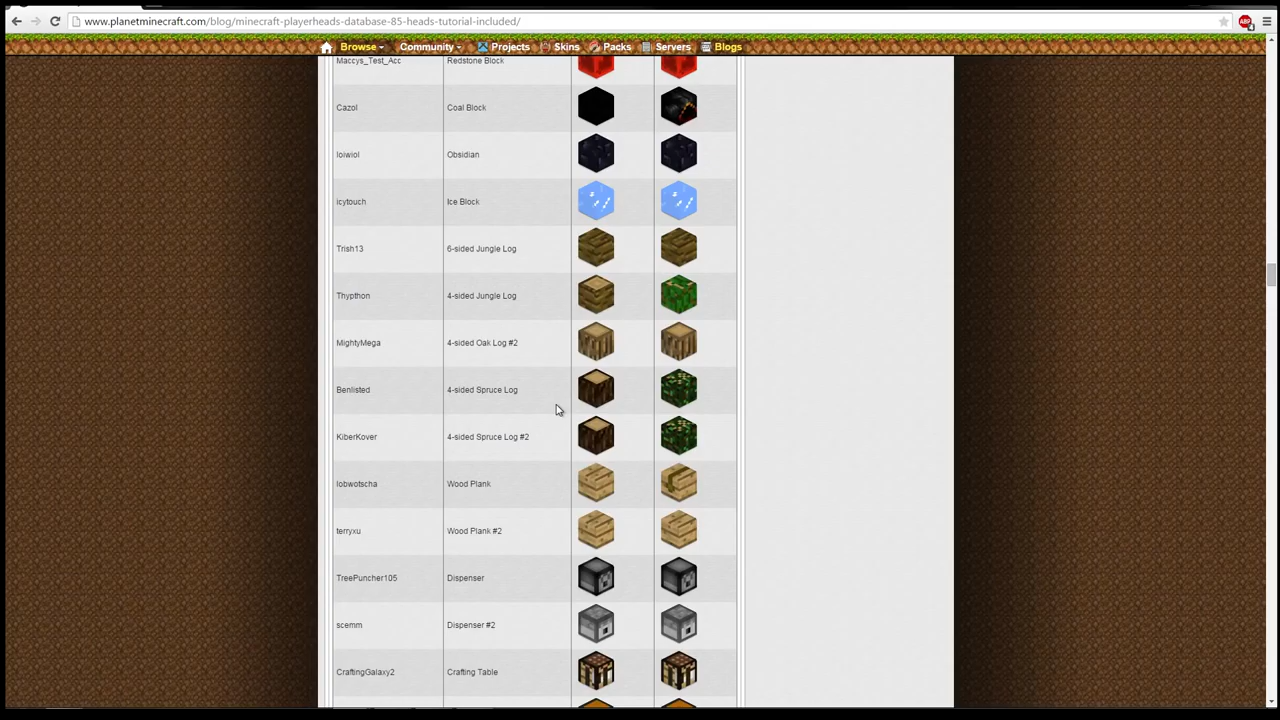 www.planetminecraft.com/blog/minecraft-playerheads-database-85-heads-tutorial-included/
Browse Community Projects Skins Packs Servers Blogs
Maccys_Test_Acc Redstone Block
Cazol Coal Block
loiwiol Obsidian
icytouch Ice Block
Trish13 6-sided Jungle Log
Thypthon 4-sided Jungle Log
MightyMega 4-sided Oak Log #2
Benlisted 4-sided Spruce Log
KiberKover 4-sided Spruce Log #2
lobwotscha Wood Plank
terryxu Wood Plank #2
TreePuncher105 Dispenser
scemm Dispenser #2
CraftingGalaxy2 Crafting Table